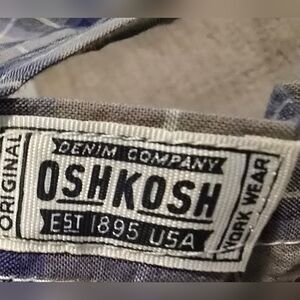 ORIGINAL
DENIM COMPANY
OSHKOSH
EST 1895 USA
WORK WEAR